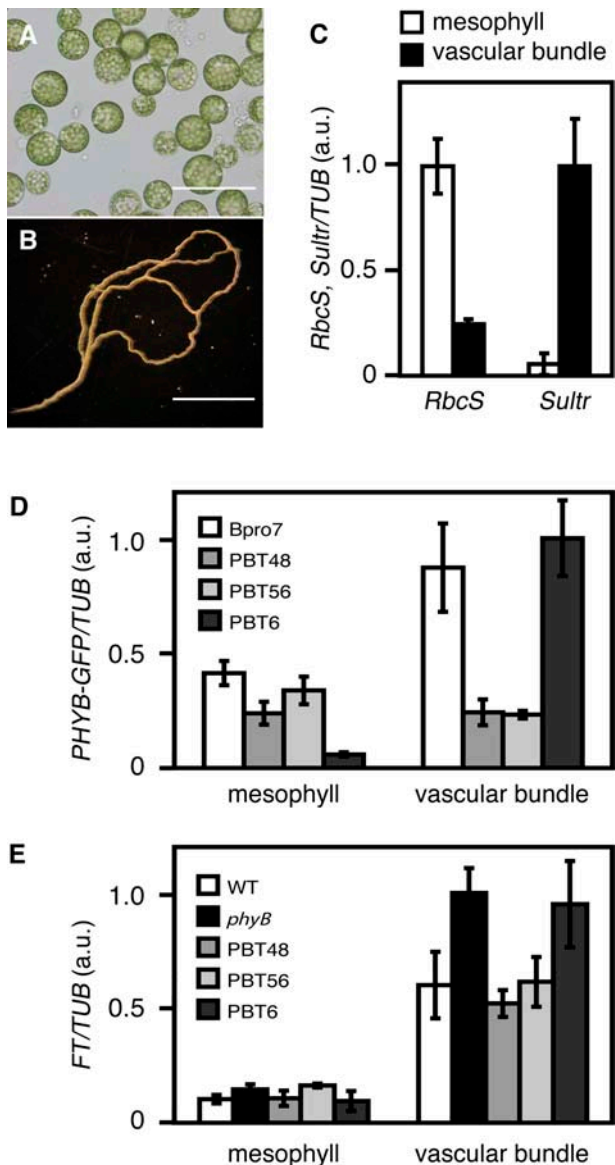 A
B
C
mesophyll
vascular bundle
RbcS, Sultr/TUB (a.u.)
1.0
0.5
0
RbcS
Sultr
D
PHYB-GFP/TUB (a.u.)
1.0
0.5
0
Bpro7
PBT48
PBT56
PBT6
mesophyll
vascular bundle
E
FT/TUB (a.u.)
1.0
0.5
0
WT
phyB
PBT48
PBT56
PBT6
mesophyll
vascular bundle